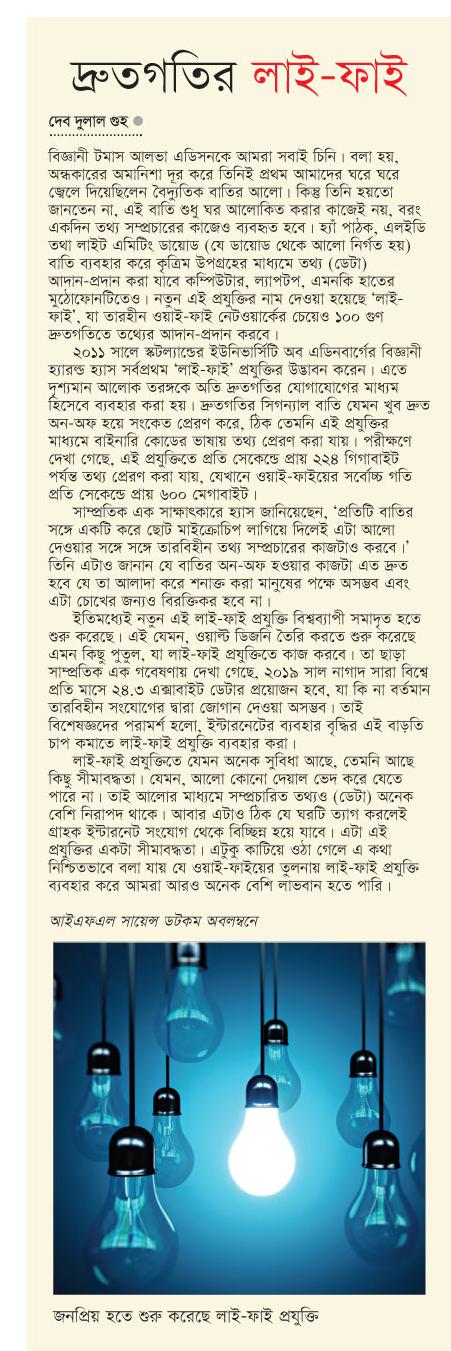 দ্রুতগতির লাই-ফাই
দেব দুলাল গুহ
বিজ্ঞানী টমাস আলভা এডিসনকে আমরা সবাই চিনি। বলা হয়,
অন্ধকারের অমানিশা দূর করে তিনিই প্রথম আমাদের ঘরে ঘরে
জ্বেলে দিয়েছিলেন বৈদ্যুতিক বাতির আলো। কিন্তু তিনি হয়তো
জানতেন না, এই বাতি শুধু ঘর আলোকিত করার কাজেই নয়, বরং
একদিন তথ্য সম্প্রচারের কাজেও ব্যবহৃত হবে। হ্যাঁ পাঠক, এলইডি
তথা লাইট এমিটিং ডায়োড (যে ডায়োড থেকে আলো নির্গত হয়)
বাতি ব্যবহার করে কৃত্রিম উপগ্রহের মাধ্যমে তথ্য (ডেটা)
আদান-প্রদান করা যাবে কম্পিউটার, ল্যাপটপ, এমনকি হাতের
মুঠোফোনটিতেও। নতুন এই প্রযুক্তির নাম দেওয়া হয়েছে ‘লাই-
ফাই’, যা তারহীন ওয়াই-ফাই নেটওয়ার্কের চেয়েও ১০০ গুণ
দ্রুতগতিতে তথ্যের আদান-প্রদান করবে।
২০১১ সালে স্কটল্যান্ডের ইউনিভার্সিটি অব এডিনবার্গের বিজ্ঞানী
হ্যারল্ড হ্যাস সর্বপ্রথম ‘লাই-ফাই’ প্রযুক্তির উদ্ভাবন করেন। এতে
দৃশ্যমান আলোক তরঙ্গকে অতি দ্রুতগতির যোগাযোগের মাধ্যম
হিসেবে ব্যবহার করা হয়। দ্রুতগতির সিগন্যাল বাতি যেমন খুব দ্রুত
অন-অফ হয়ে সংকেত প্রেরণ করে, ঠিক তেমনি এই প্রযুক্তির
মাধ্যমে বাইনারি কোডের ভাষায় তথ্য প্রেরণ করা যায়। পরীক্ষণে
দেখা গেছে, এই প্রযুক্তিতে প্রতি সেকেন্ডে প্রায় ২২৪ গিগাবাইট
পর্যন্ত তথ্য প্রেরণ করা যায়, যেখানে ওয়াই-ফাইয়ের সর্বোচ্চ গতি
প্রতি সেকেন্ডে প্রায় ৬০০ মেগাবাইট।
সাম্প্রতিক এক সাক্ষাৎকারে হ্যাস জানিয়েছেন, ‘প্রতিটি বাতির
সঙ্গে একটি করে ছোট মাইক্রোচিপ লাগিয়ে দিলেই এটা আলো
দেওয়ার সঙ্গে সঙ্গে তারবিহীন তথ্য সম্প্রচারের কাজটাও করবে।’
তিনি এটাও জানান যে বাতির অন-অফ হওয়ার কাজটা এত দ্রুত
হবে যে তা আলাদা করে শনাক্ত করা মানুষের পক্ষে অসম্ভব এবং
এটা চোখের জন্যও বিরক্তিকর হবে না।
ইতিমধ্যেই নতুন এই লাই-ফাই প্রযুক্তি বিশ্বব্যাপী সমাদৃত হতে
শুরু করেছে। এই যেমন, ওয়াল্ট ডিজনি তৈরি করতে শুরু করেছে
এমন কিছু পুতুল, যা লাই-ফাই প্রযুক্তিতে কাজ করবে। তা ছাড়া
সাম্প্রতিক এক গবেষণায় দেখা গেছে, ২০১৯ সাল নাগাদ সারা বিশ্বে
প্রতি মাসে ২৪.৩ এক্সাবাইট ডেটার প্রয়োজন হবে, যা কি না বর্তমান
তারবিহীন সংযোগের দ্বারা জোগান দেওয়া অসম্ভব। তাই
বিশেষজ্ঞদের পরামর্শ হলো, ইন্টারনেটের ব্যবহার বৃদ্ধির এই বাড়তি
চাপ কমাতে লাই-ফাই প্রযুক্তি ব্যবহার করা।
লাই-ফাই প্রযুক্তিতে যেমন অনেক সুবিধা আছে, তেমনি আছে
কিছু সীমাবদ্ধতা। যেমন, আলো কোনো দেয়াল ভেদ করে যেতে
পারে না। তাই আলোর মাধ্যমে সম্প্রচারিত তথ্যও (ডেটা) অনেক
বেশি নিরাপদ থাকে। আবার এটাও ঠিক যে ঘরটি ত্যাগ করলেই
গ্রাহক ইন্টারনেট সংযোগ থেকে বিচ্ছিন্ন হয়ে যাবে। এটা এই
প্রযুক্তির একটা সীমাবদ্ধতা। এটুকু কাটিয়ে ওঠা গেলে এ কথা
নিশ্চিতভাবে বলা যায় যে ওয়াই-ফাইয়ের তুলনায় লাই-ফাই প্রযুক্তি
ব্যবহার করে আমরা আরও অনেক বেশি লাভবান হতে পারি।
আইএফএল সায়েন্স ডটকম অবলম্বনে
জনপ্রিয় হতে শুরু করেছে লাই-ফাই প্রযুক্তি